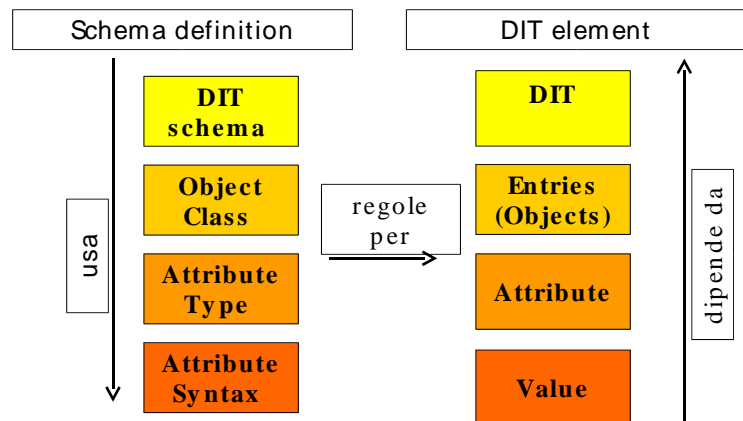 Schema definition
DIT element
DIT
schema
DIT
Object
Class
Entries
(Objects)
usa
regole
per
dipende da
Attribute
Type
Attribute
Attribute
Syntax
Value